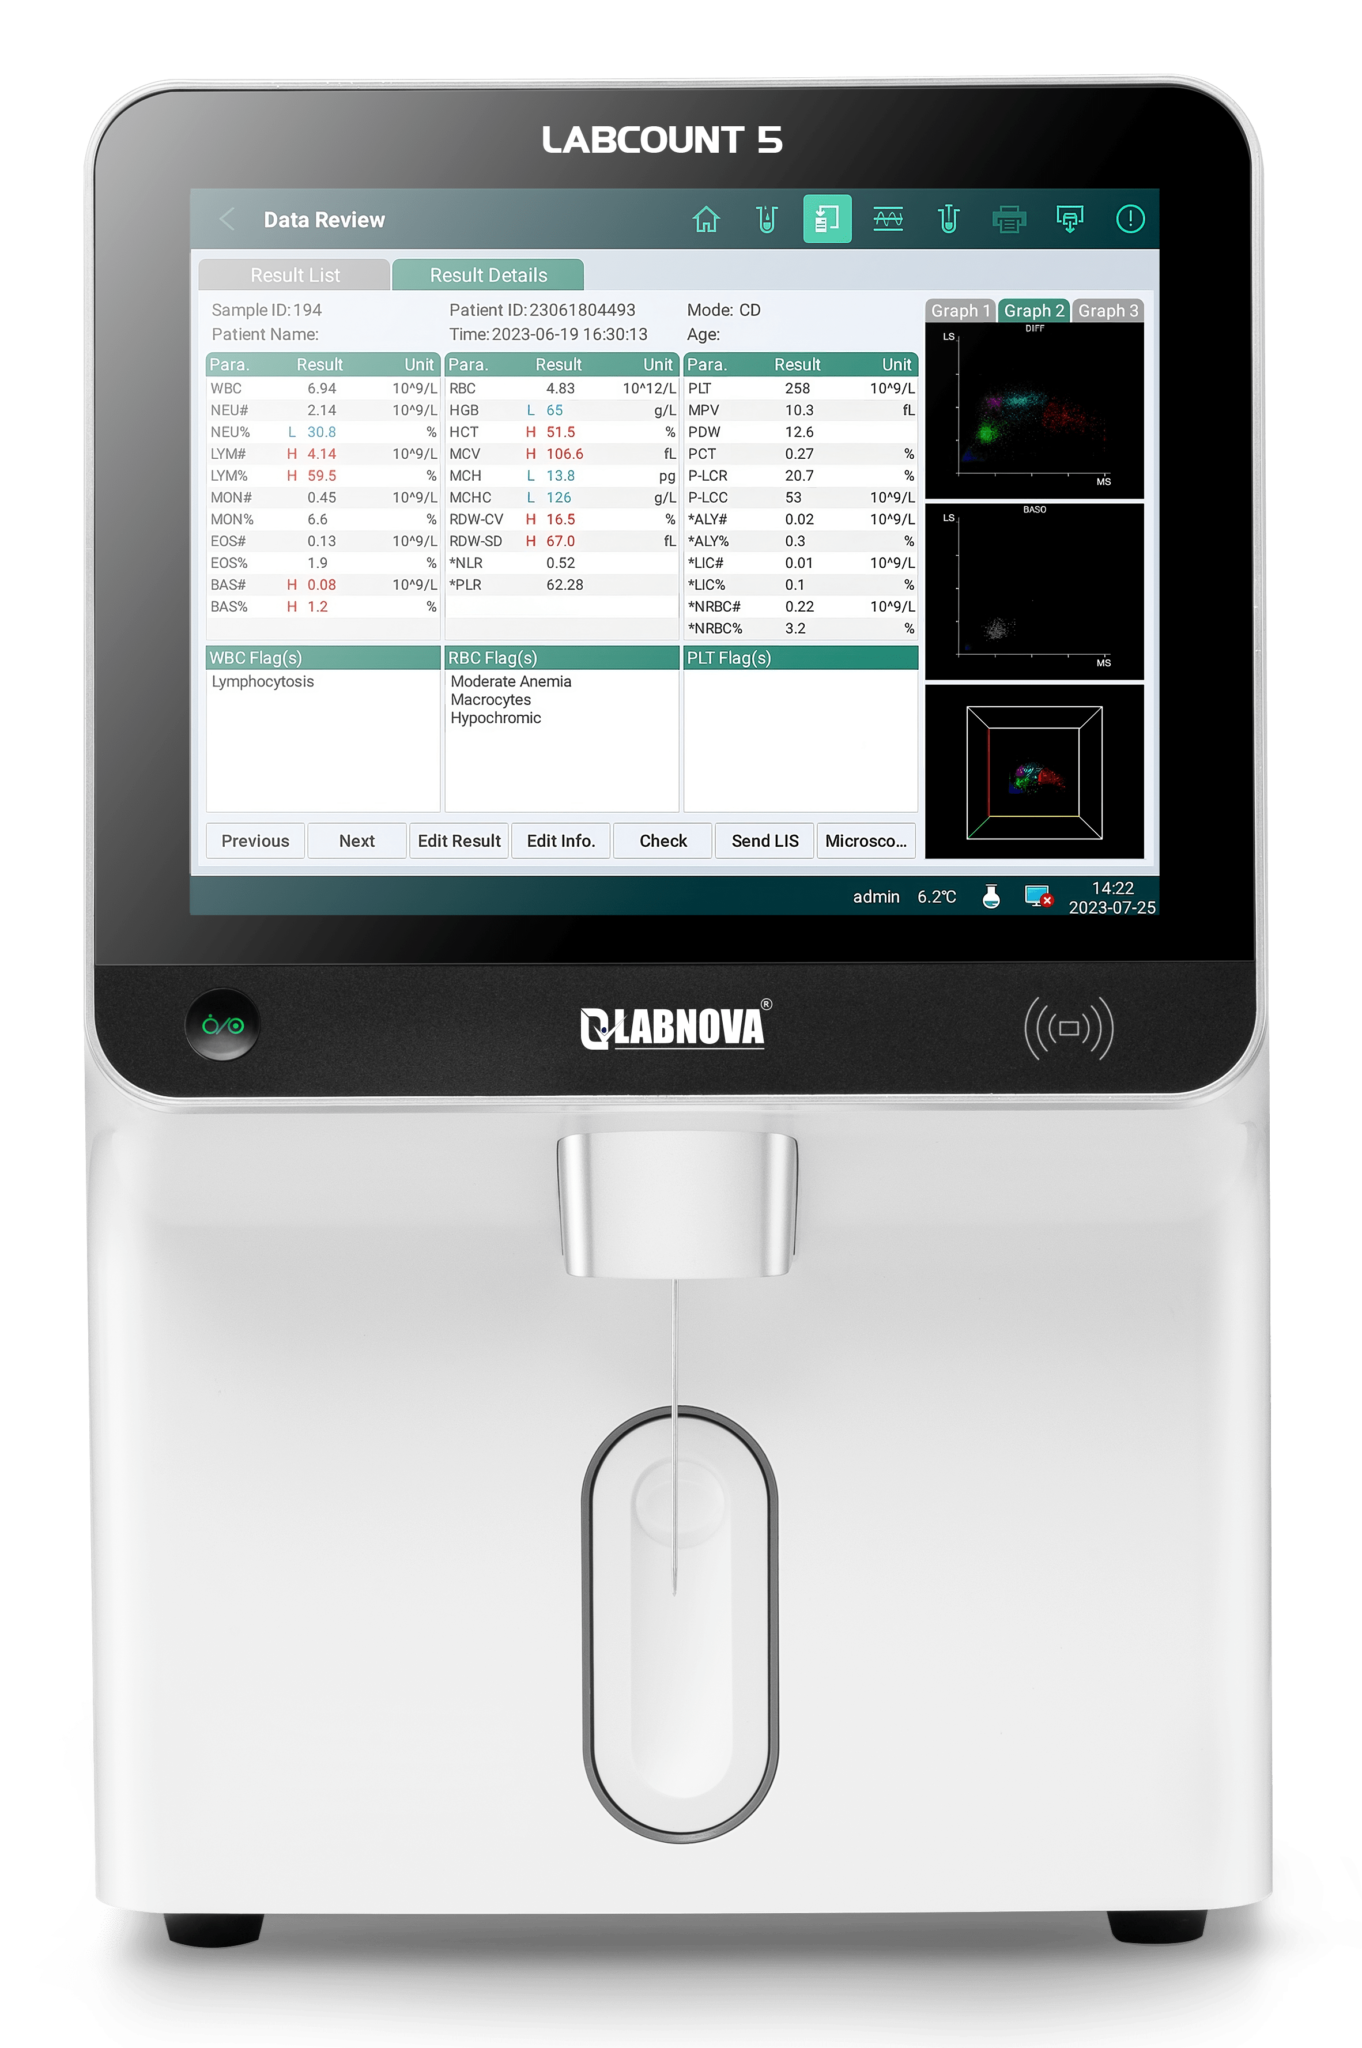 LABCOUNT 5
Data Review
Result List Result Details
Sample ID:194 Patient ID:23061804493 Mode: CD
Patient Name: Time:2023-06-19 16:30:13 Age:
Graph 1 Graph 2 Graph 3
Para. Result Unit Para. Result Unit Para. Result Unit
WBC 6.94 10^9/L RBC 4.83 10^12/L PLT 258 10^9/L
NEU# 2.14 10^9/L HGB L 65 g/L MPV 10.3 fL
NEU% L 30.8 % HCT H 51.5 % PDW 12.6
LYM# H 4.14 10^9/L MCV H 106.6 fL PCT 0.27 %
LYM% H 59.5 % MCH L 13.8 pg P-LCR 20.7 %
MON# 0.45 10^9/L MCHC L 126 g/L P-LCC 53 10^9/L
MON% 6.6 % RDW-CV H 16.5 % *ALY# 0.02 10^9/L
EOS# 0.13 10^9/L RDW-SD H 67.0 fL *ALY% 0.3 %
EOS% 1.9 % *NLR 0.52 *LIC# 0.01 10^9/L
BAS# H 0.08 10^9/L *PLR 62.28 *LIC% 0.1 %
BAS% H 1.2 % *NRBC# 0.22 10^9/L
*NRBC% 3.2 %
DIFF
LS
MS
BASO
LS
MS
WBC Flag(s) RBC Flag(s) PLT Flag(s)
Lymphocytosis Moderate Anemia
Macrocytes
Hypochromic
Previous Next Edit Result Edit Info. Check Send LIS Microsco...
admin 6.2℃ 14:22
2023-07-25
LABNOVA®